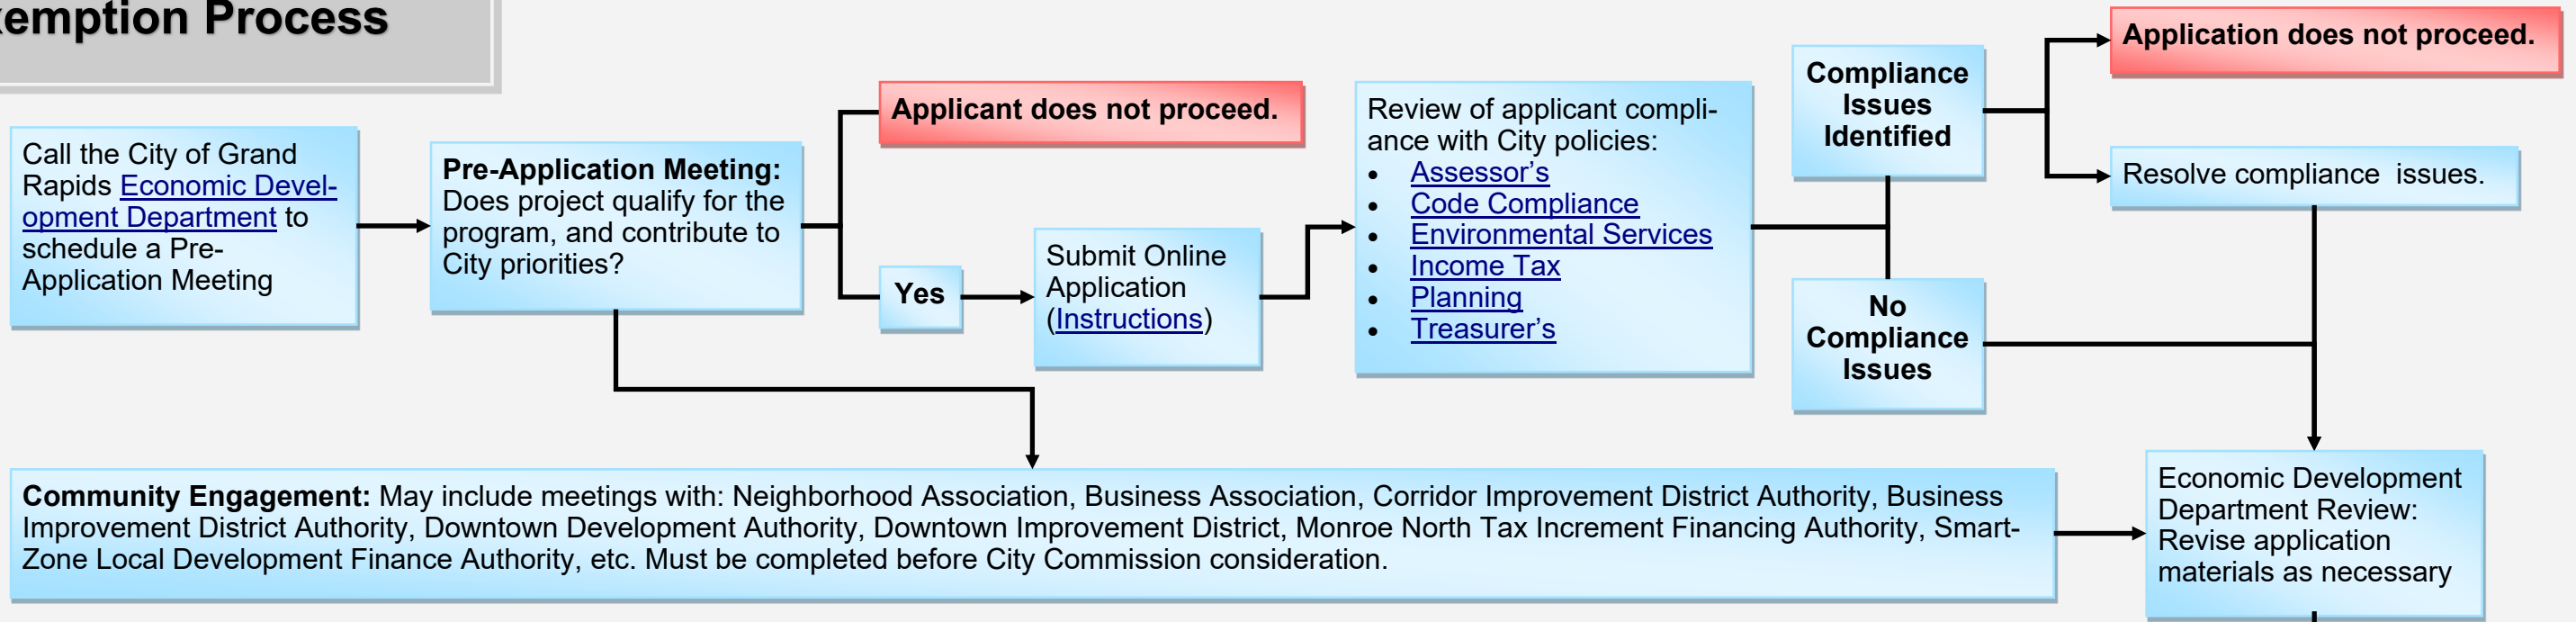 emption Process
Call the City of Grand
Rapids Economic Devel-
opment Department to
schedule a Pre-
Application Meeting
Pre-Application Meeting:
Does project qualify for the
program, and contribute to
City priorities?
Applicant does not proceed.
Yes
Submit Online
Application
(Instructions)
Review of applicant compli-
ance with City policies:
• Assessor's
• Code Compliance
• Environmental Services
• Income Tax
• Planning
• Treasurer's
Compliance
Issues
Identified
No
Compliance
Issues
Application does not proceed.
Resolve compliance issues.
Community Engagement: May include meetings with: Neighborhood Association, Business Association, Corridor Improvement District Authority, Business
Improvement District Authority, Downtown Development Authority, Downtown Improvement District, Monroe North Tax Increment Financing Authority, Smart-
Zone Local Development Finance Authority, etc. Must be completed before City Commission consideration.
Economic Development
Department Review:
Revise application
materials as necessary